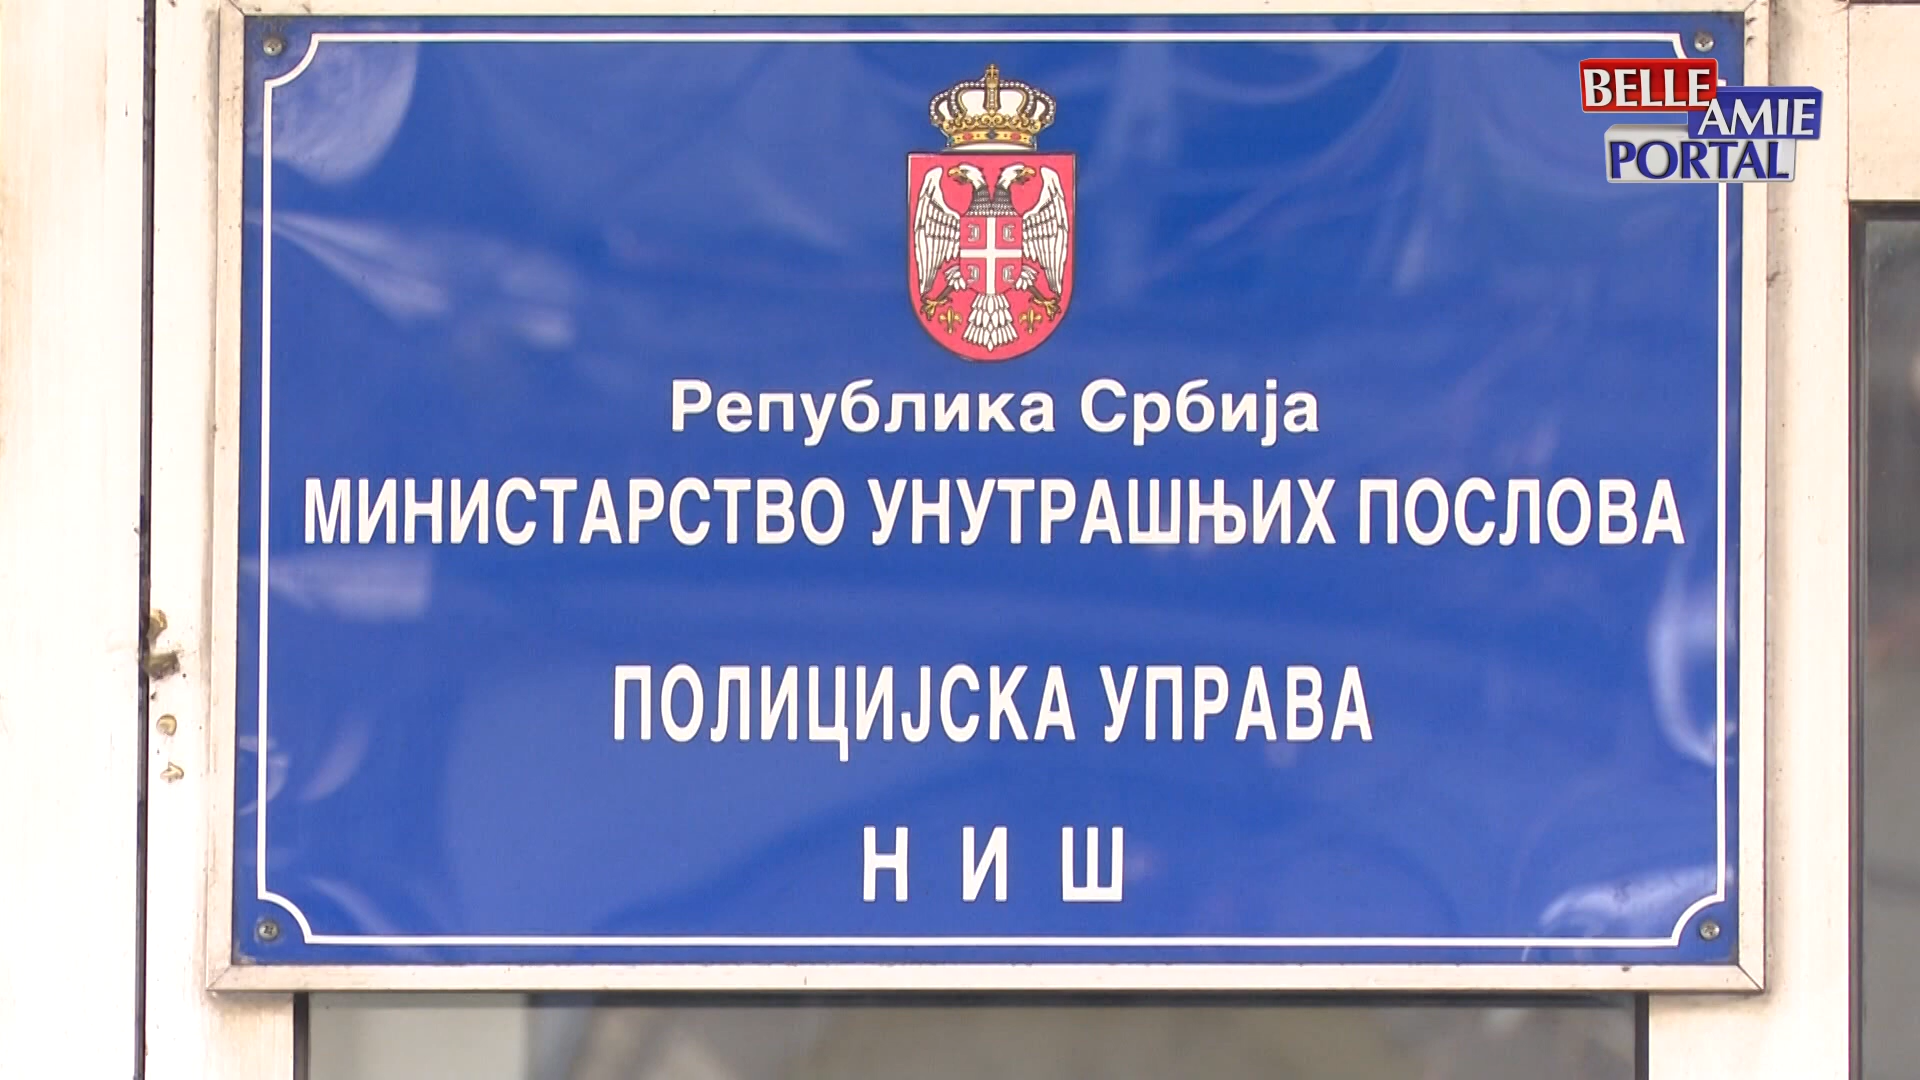 BELLE
AMIE
PORTAL
Република Србија
МИНИСТАРСТВО УНУТРАШЊИХ ПОСЛОВА
ПОЛИЦИЈСКА УПРАВА
Н И Ш